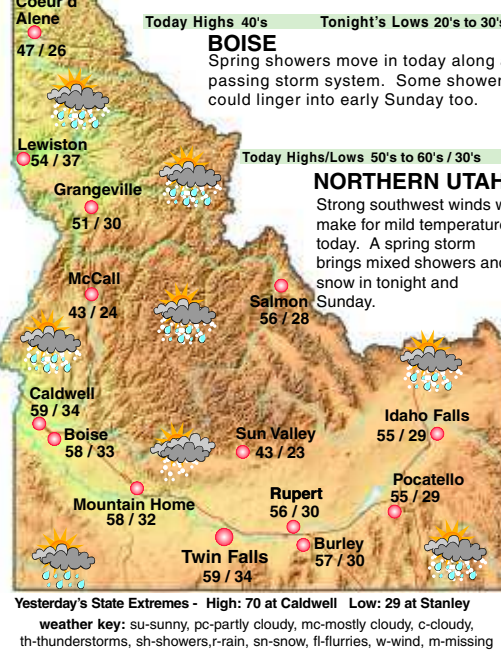 Coeur d'
Alene
47 / 26
Today Highs 40's Tonight's Lows 20's to 30's
BOISE
Spring showers move in today along
passing storm system. Some shower
could linger into early Sunday too.
Lewiston
54 / 37
Today Highs/Lows 50's to 60's / 30's
NORTHERN UTAH
Strong southwest winds w
make for mild temperatur
today. A spring storm
brings mixed showers and
snow in tonight and
Sunday.
Grangeville
51 / 30
McCall
43 / 24
Salmon
56 / 28
Caldwell
59 / 34
Boise
58 / 33
Sun Valley
43 / 23
Idaho Falls
55 / 29
Mountain Home
58 / 32
Rupert
56 / 30
Pocatello
55 / 29
Twin Falls
59 / 34
Burley
57 / 30
Yesterday's State Extremes - High: 70 at Caldwell Low: 29 at Stanley
weather key: su-sunny, pc-partly cloudy, mc-mostly cloudy, c-cloudy,
th-thunderstorms, sh-showers,r-rain, sn-snow, fl-flurries, w-wind, m-missing